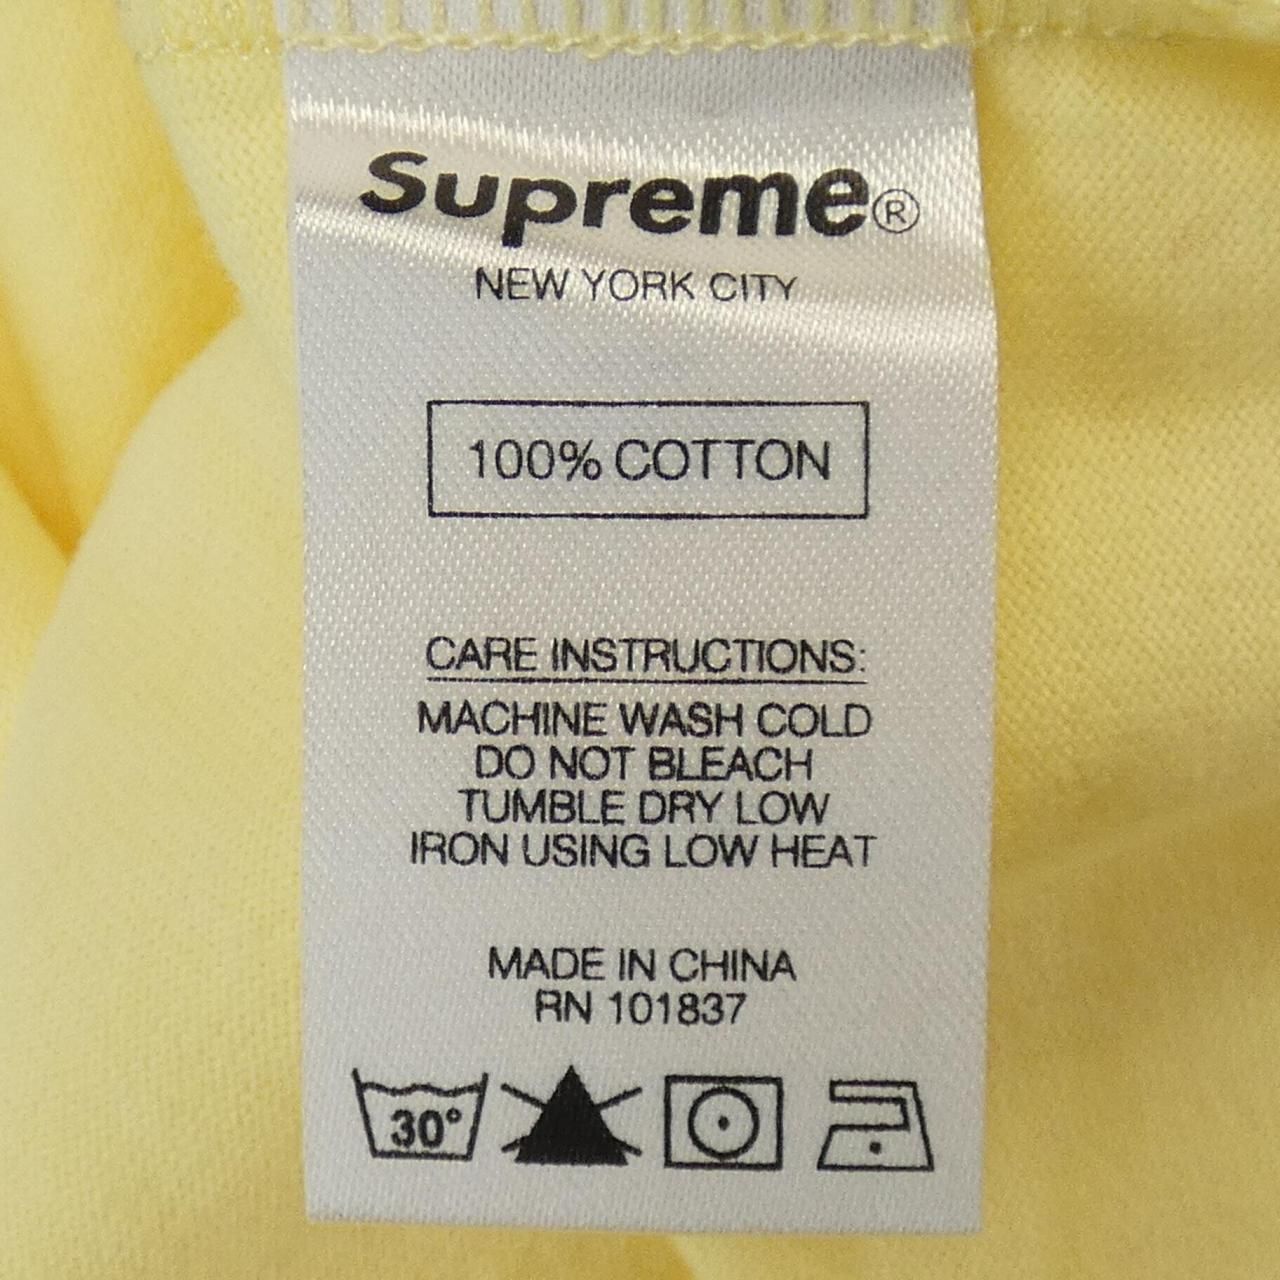 Supreme®
NEW YORK CITY
100% COTTON
CARE INSTRUCTIONS:
MACHINE WASH COLD
DO NOT BLEACH
TUMBLE DRY LOW
IRON USING LOW HEAT
MADE IN CHINA
RN 101837
30°